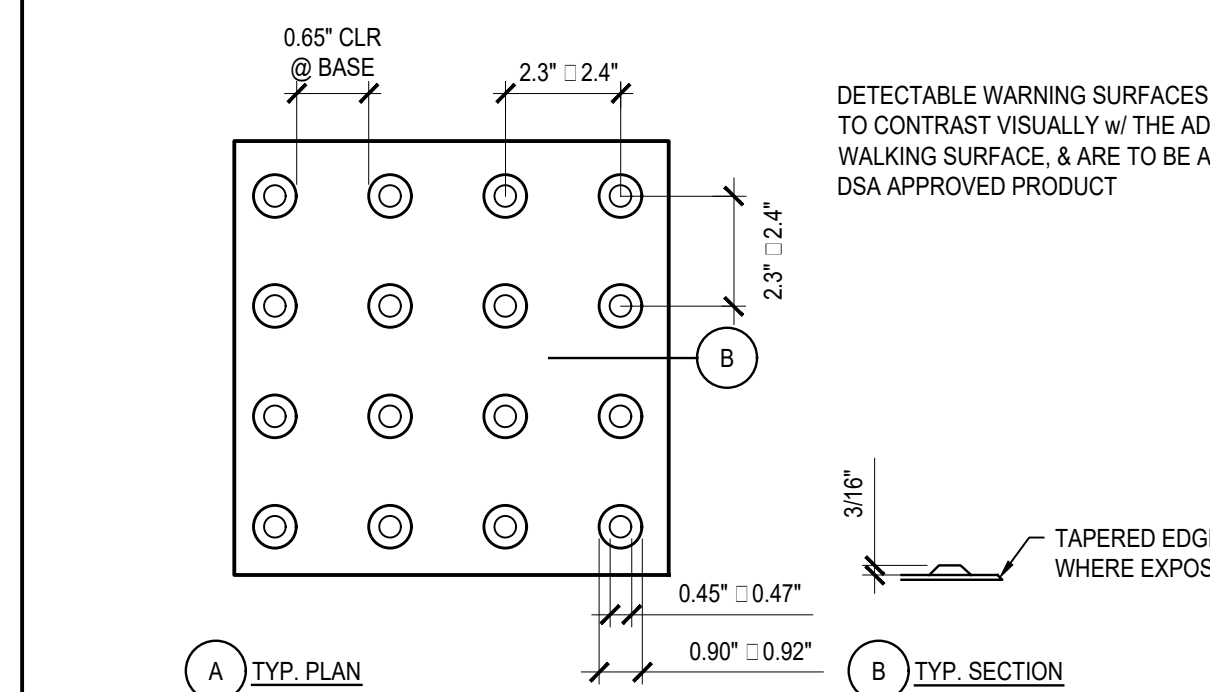 0.65" CLR
@ BASE
2.3" □ 2.4"
DETECTABLE WARNING SURFACES
TO CONTRAST VISUALLY w/ THE AD
WALKING SURFACE, & ARE TO BE A
DSA APPROVED PRODUCT
2.3" □ 2.4"
B
3/16"
TAPERED EDG
WHERE EXPOS
0.45" □ 0.47"
0.90" □ 0.92"
A TYP. PLAN
B TYP. SECTION